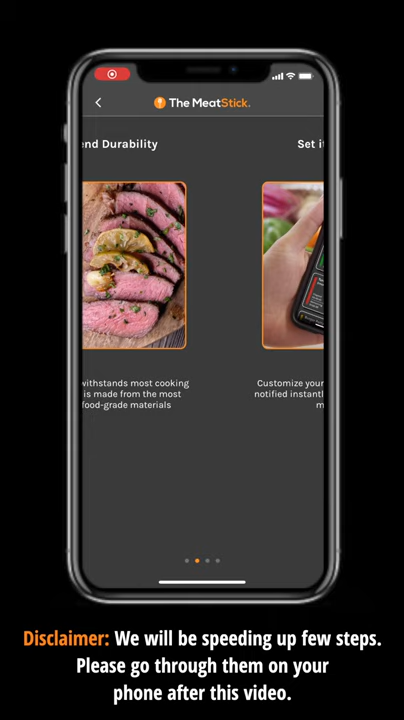 The MeatStick.
end Durability
Set i
withstands most cooking
is made from the most
food-grade materials
Customize your
notified instantl
m
Disclaimer: We will be speeding up few steps.
Please go through them on your
phone after this video.